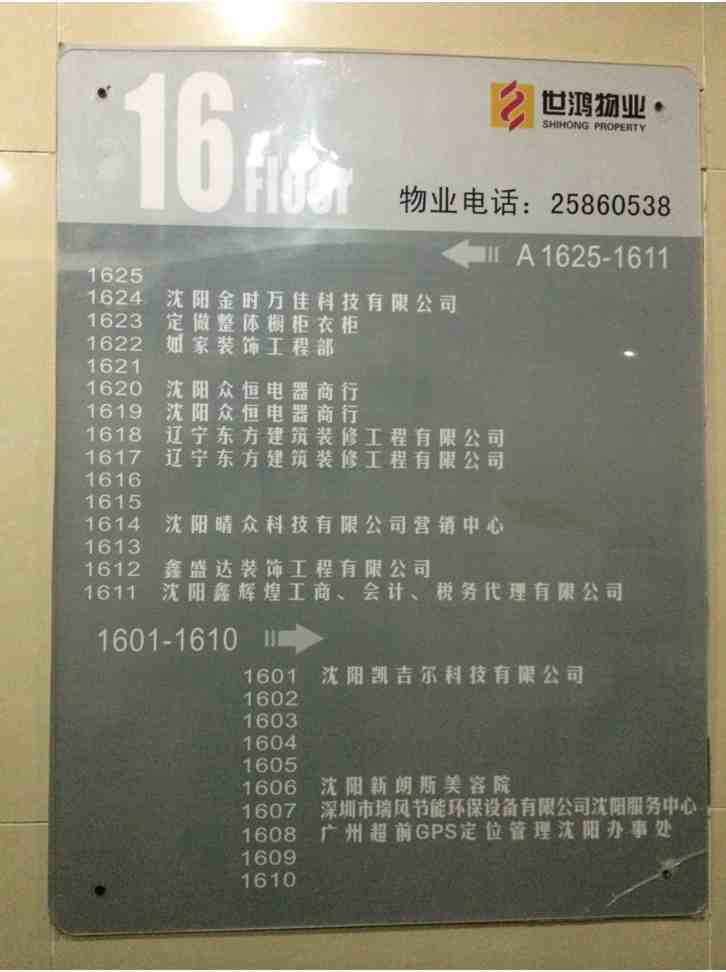 16 Floor
世鸿物业
SHIHONG PROPERTY
物业电话：25860538
A 1625-1611
1625
1624 沈阳金时万佳科技有限公司
1623 定做整体橱柜衣柜
1622 如家装饰工程部
1621
1620 沈阳众恒电器商行
1619 沈阳众恒电器商行
1618 辽宁东方建筑装修工程有限公司
1617 辽宁东方建筑装修工程有限公司
1616
1615
1614 沈阳晴众科技有限公司营销中心
1613
1612 鑫盛达装饰工程有限公司
1611 沈阳鑫辉煌工商、会计、税务代理有限公司
1601-1610
1601 沈阳凯吉尔科技有限公司
1602
1603
1604
1605
1606 沈阳新朗斯美容院
1607 深圳市瑞风节能环保设备有限公司沈阳服务中心
1608 广州超前GPS定位管理沈阳办事处
1609
1610